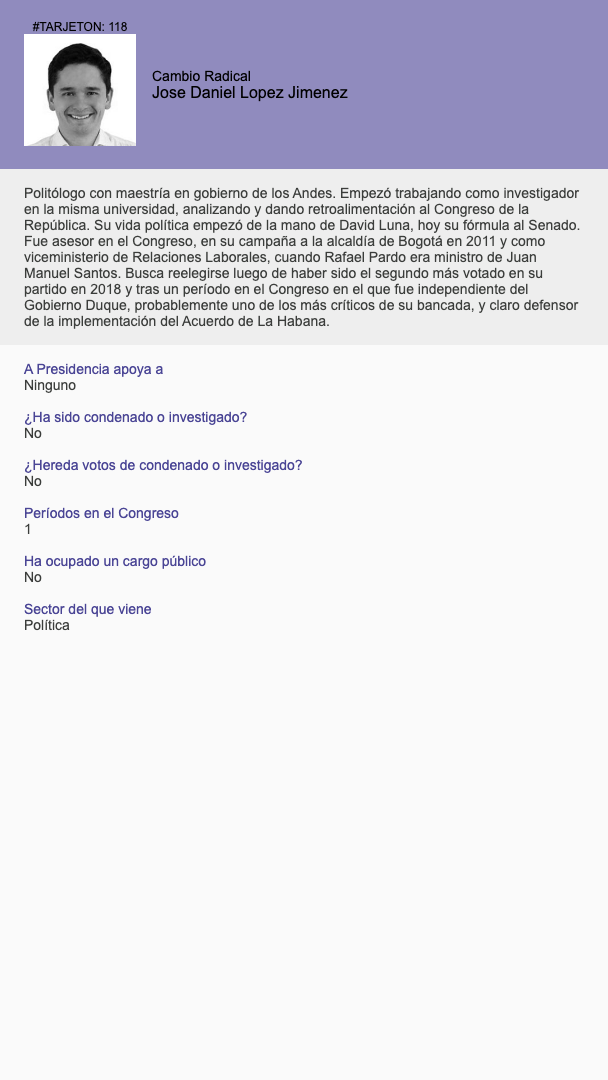 #TARJETON: 118
Cambio Radical
Jose Daniel Lopez Jimenez
Politólogo con maestría en gobierno de los Andes. Empezó trabajando como investigador
en la misma universidad, analizando y dando retroalimentación al Congreso de la
República. Su vida política empezó de la mano de David Luna, hoy su fórmula al Senado.
Fue asesor en el Congreso, en su campaña a la alcaldía de Bogotá en 2011 y como
viceministerio de Relaciones Laborales, cuando Rafael Pardo era ministro de Juan
Manuel Santos. Busca reelegirse luego de haber sido el segundo más votado en su
partido en 2018 y tras un período en el Congreso en el que fue independiente del
Gobierno Duque, probablemente uno de los más críticos de su bancada, y claro defensor
de la implementación del Acuerdo de La Habana.
A Presidencia apoya a
Ninguno
¿Ha sido condenado o investigado?
No
¿Hereda votos de condenado o investigado?
No
Períodos en el Congreso
1
Ha ocupado un cargo público
No
Sector del que viene
Política